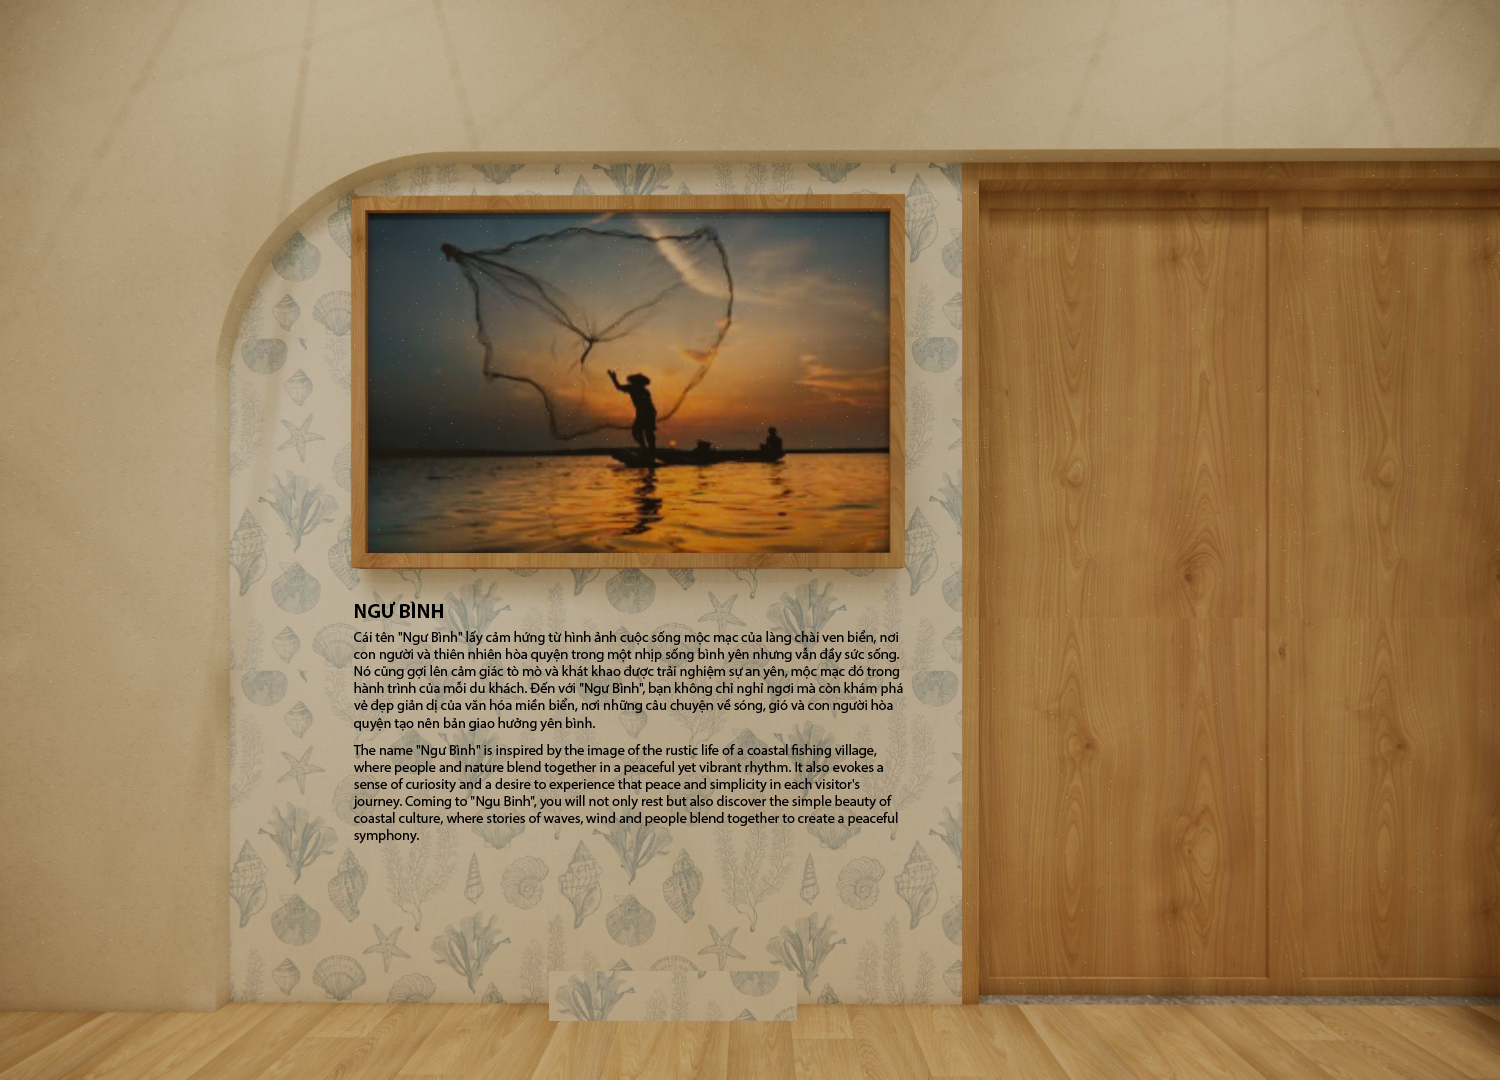 NGƯ BÌNH
Cái tên "Ngư Bình" lấy cảm hứng từ hình ảnh cuộc sống mộc mạc của làng chài ven biển, nơi
con người và thiên nhiên hòa quyện trong một nhịp sống bình yên nhưng vẫn đầy sức sống.
Nó cũng gợi lên cảm giác tò mò và khát khao được trải nghiệm sự an yên, mộc mạc đó trong
hành trình của mỗi du khách. Đến với "Ngư Bình", bạn không chỉ nghỉ ngơi mà còn khám phá
vẻ đẹp giản dị của văn hóa miền biển, nơi những câu chuyện về sóng, gió và con người hòa
quyện tạo nên bản giao hưởng yên bình.
The name "Ngư Bình" is inspired by the image of the rustic life of a coastal fishing village,
where people and nature blend together in a peaceful yet vibrant rhythm. It also evokes a
sense of curiosity and a desire to experience that peace and simplicity in each visitor's
journey. Coming to "Ngu Binh", you will not only rest but also discover the simple beauty of
coastal culture, where stories of waves, wind and people blend together to create a peaceful
symphony.